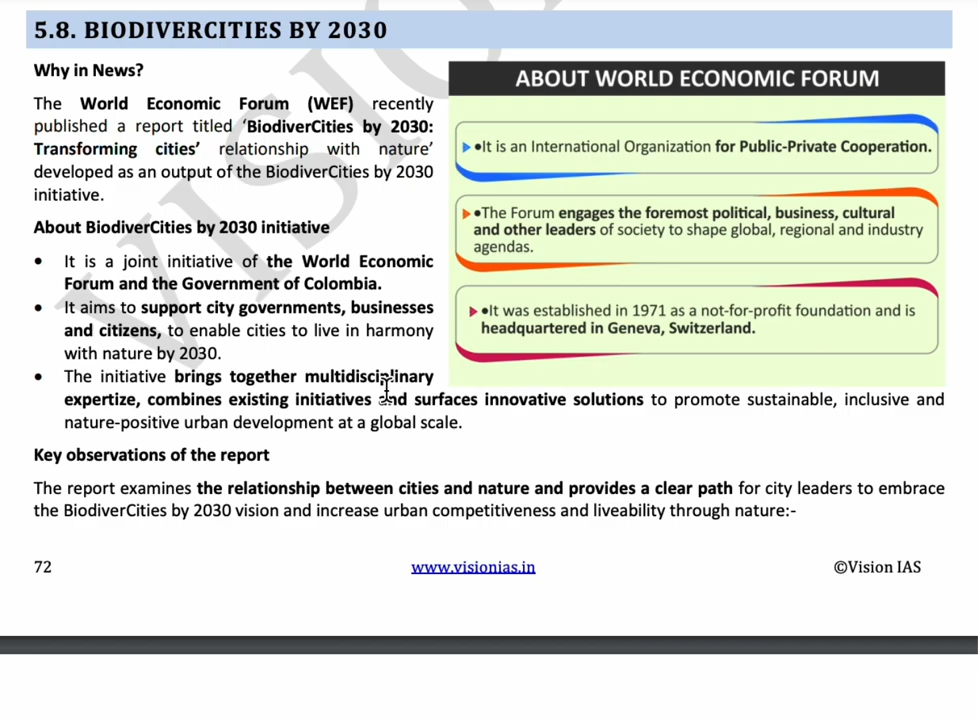 5.8. BIODIVERCITIES BY 2030
Why in News?
The World Economic Forum (WEF) recently
published a report titled ‘BiodiverCities by 2030:
Transforming cities’ relationship with nature’
developed as an output of the BiodiverCities by 2030
initiative.
About BiodiverCities by 2030 initiative
• It is a joint initiative of the World Economic
Forum and the Government of Colombia.
• It aims to support city governments, businesses
and citizens, to enable cities to live in harmony
with nature by 2030.
• The initiative brings together multidisciplinary
expertize, combines existing initiatives and surfaces innovative solutions to promote sustainable, inclusive and
nature-positive urban development at a global scale.
ABOUT WORLD ECONOMIC FORUM
•It is an International Organization for Public-Private Cooperation.
•The Forum engages the foremost political, business, cultural
and other leaders of society to shape global, regional and industry
agendas.
•It was established in 1971 as a not-for-profit foundation and is
headquartered in Geneva, Switzerland.
Key observations of the report
The report examines the relationship between cities and nature and provides a clear path for city leaders to embrace
the BiodiverCities by 2030 vision and increase urban competitiveness and liveability through nature:-
72 www.visionias.in ©Vision IAS
VISIO